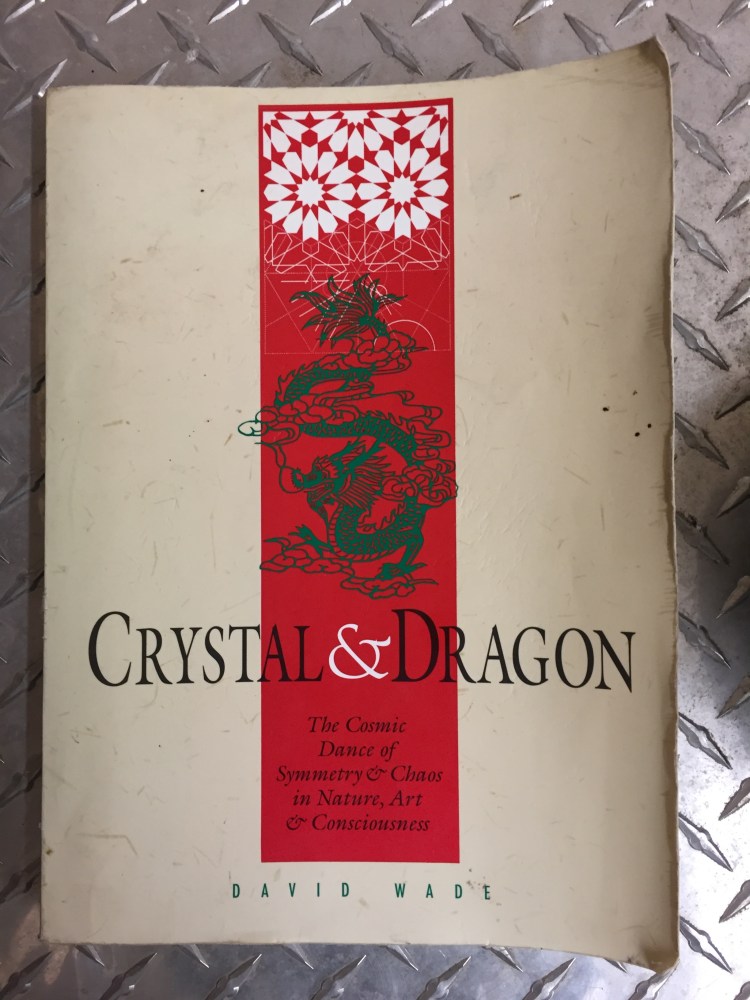 CRYSTAL & DRAGON
The Cosmic
Dance of
Symmetry & Chaos
in Nature, Art
& Consciousness
DAVID WADE